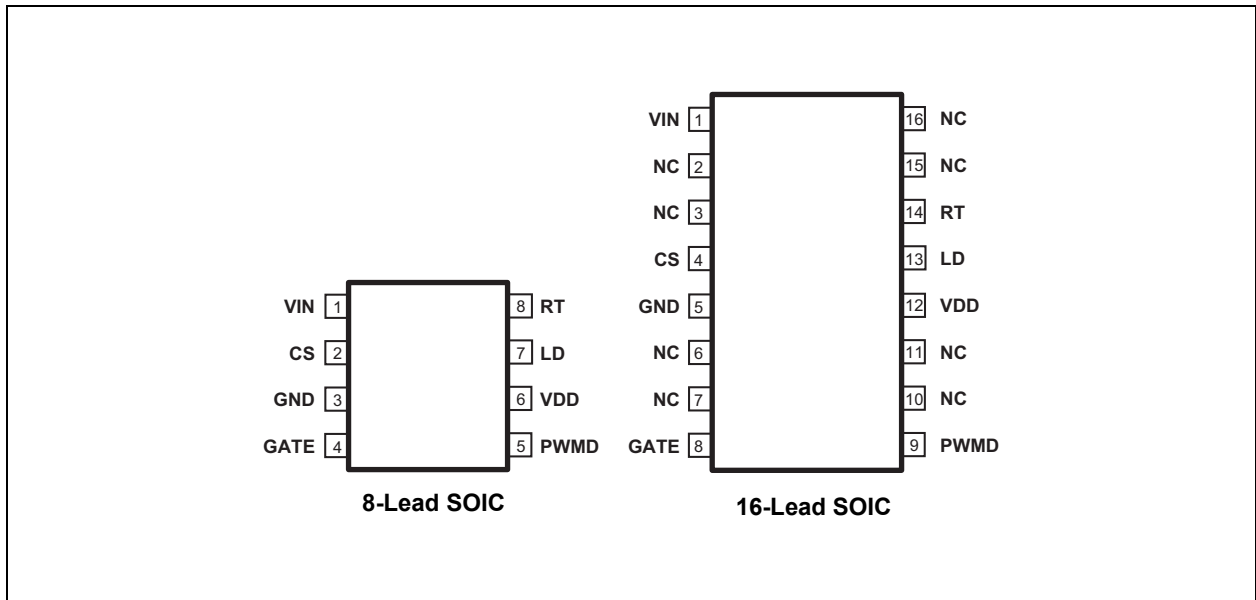 VIN 1
CS 2
GND 3
GATE 4
8 RT
7 LD
6 VDD
5 PWMD
8-Lead SOIC
VIN 1
NC 2
NC 3
CS 4
GND 5
NC 6
NC 7
GATE 8
16 NC
15 NC
14 RT
13 LD
12 VDD
11 NC
10 NC
9 PWMD
16-Lead SOIC